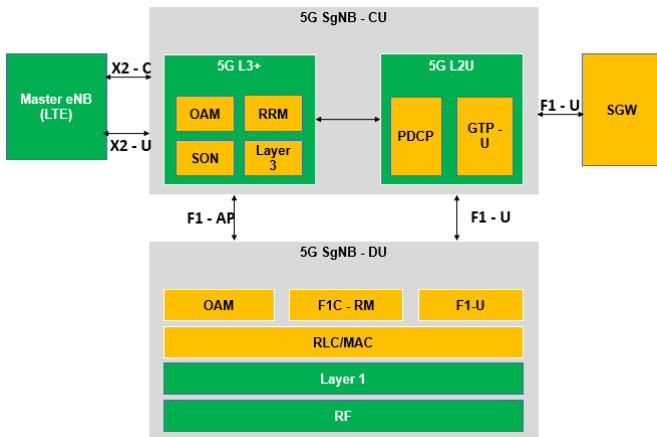 5G SgNB - CU
Master eNB
(LTE)
X2 - C
X2 - U
5G L3+
OAM
RRM
SON
Layer
3
5G L2U
PDCP
GTP -
U
F1 - U
SGW
F1 - AP
F1 - U
5G SgNB - DU
OAM
F1C - RM
F1-U
RLC/MAC
Layer 1
RF